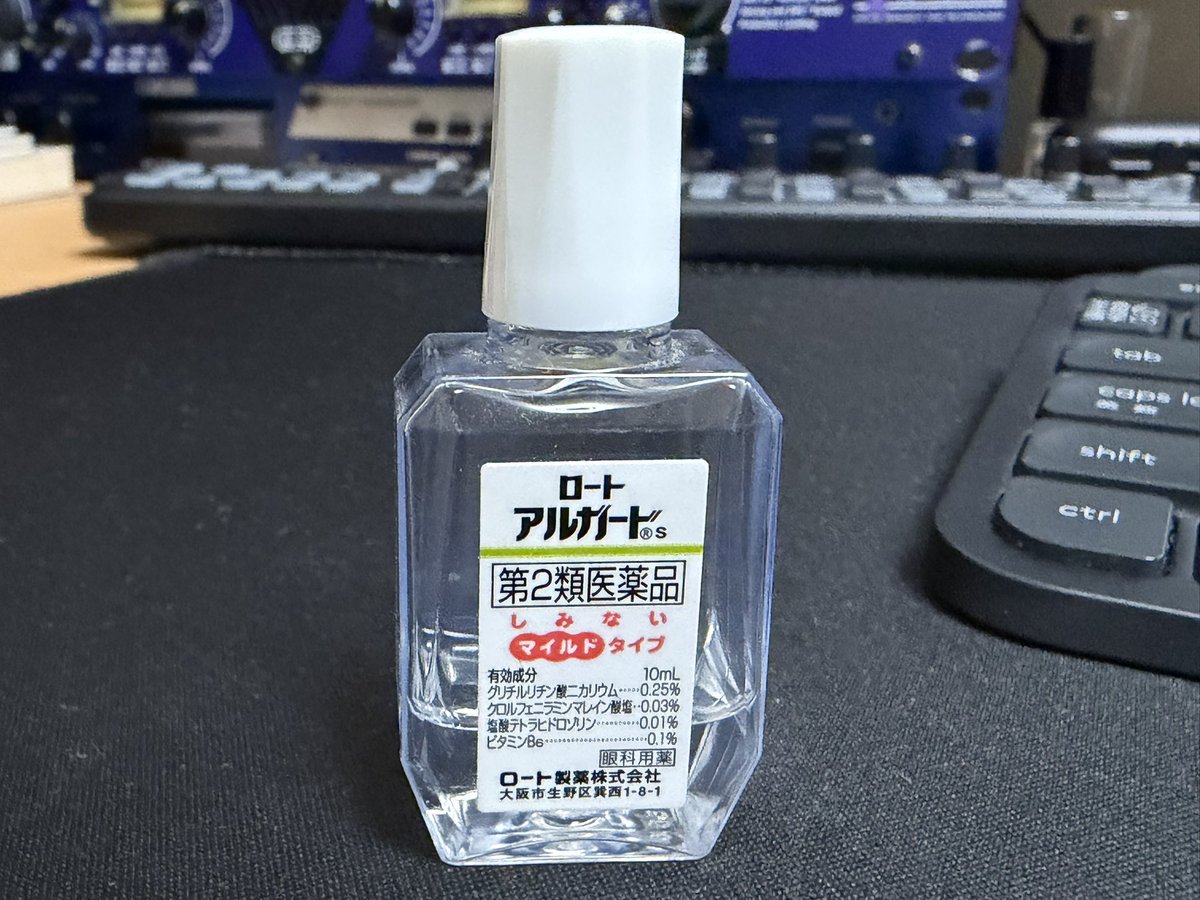 ロート
アルガード®s
第2類医薬品
しみない
マイルドタイプ
有効成分 10mL
グリチルリチン酸二カリウム‥‥0.25%
クロルフェニラミンマレイン酸塩‥0.03%
塩酸テトラヒドロゾリン‥‥‥‥0.01%
ビタミンB6‥‥‥‥‥‥‥‥0.1%
眼科用薬
ロート製薬株式会社
大阪市生野区巽西1-8-1
tab
caps lo
shift
ctrl